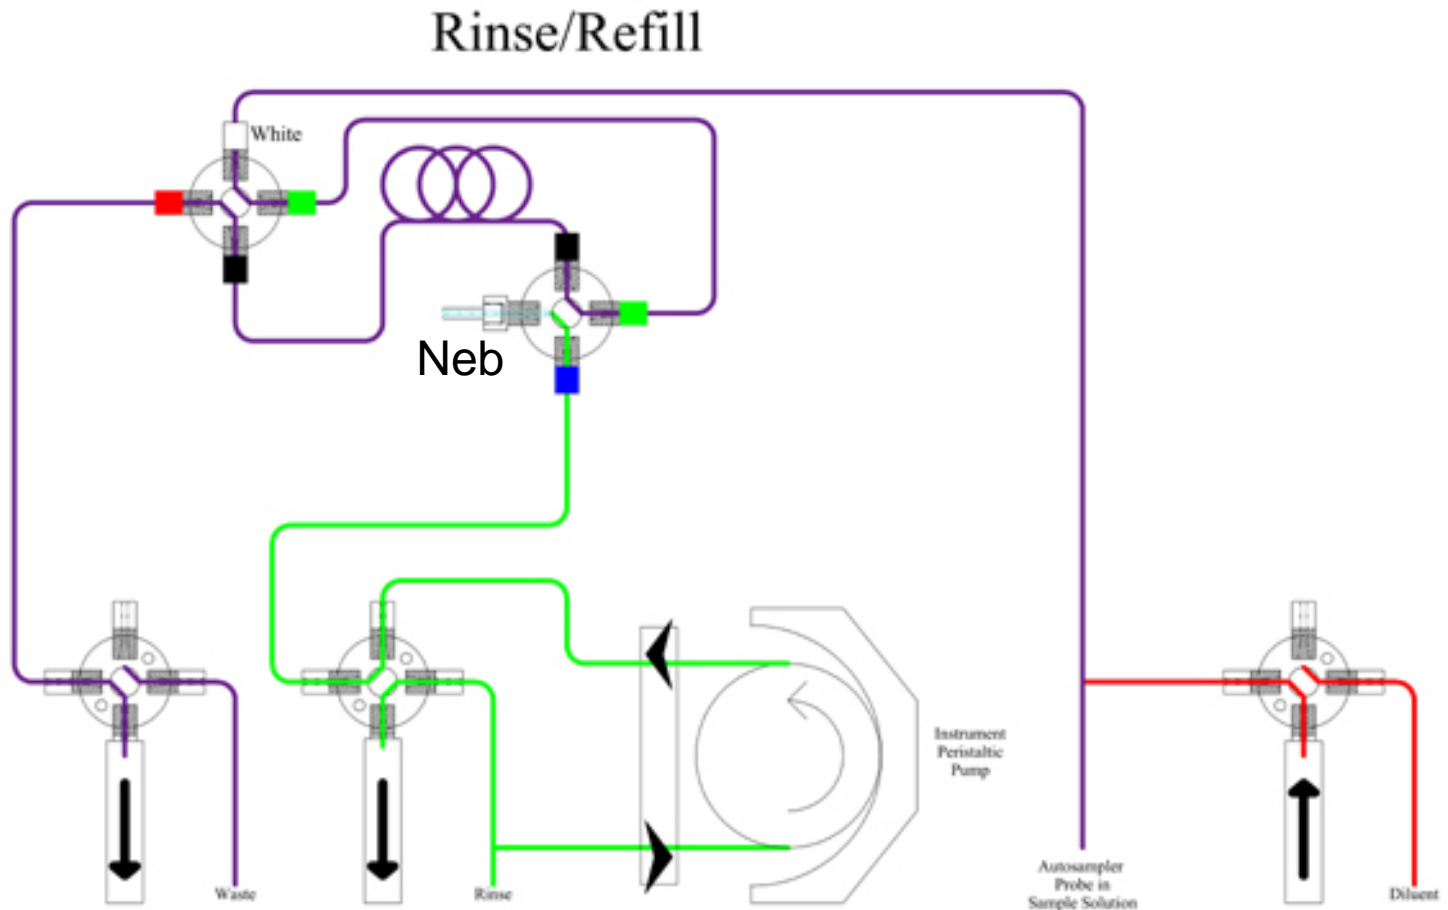 Rinse/Refill
White
Neb
Instrument
Peristaltic
Pump
Waste
Rinse
Autosampler
Probe in
Sample Solution
Diluent